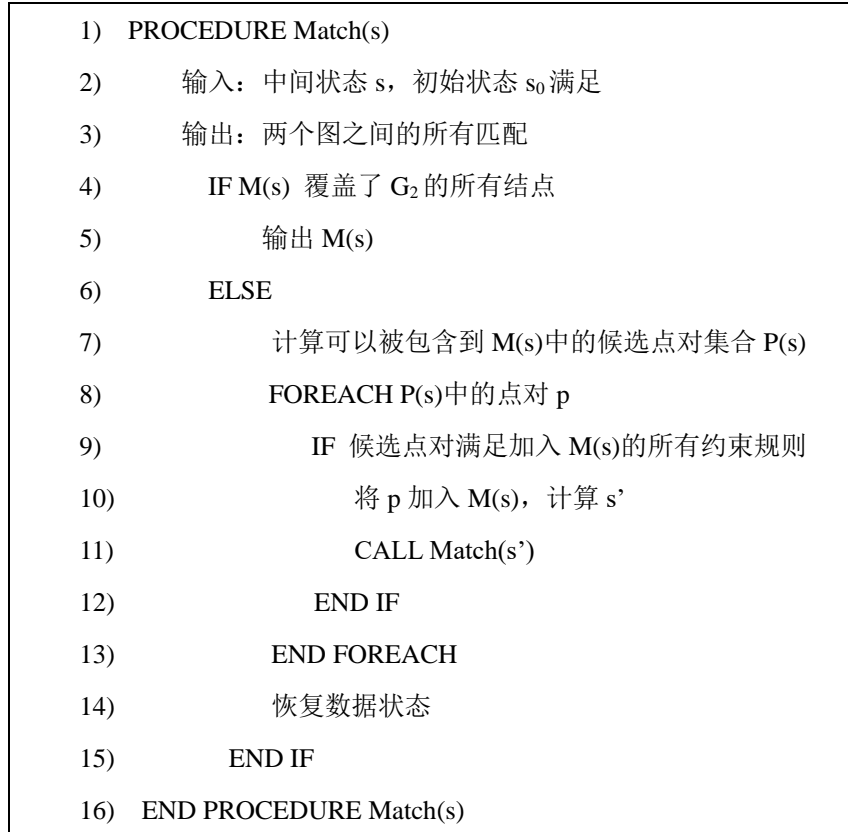 1) PROCEDURE Match(s)
2) 输入：中间状态 s，初始状态 s₀满足
3) 输出：两个图之间的所有匹配
4) IF M(s) 覆盖了 G₂的所有结点
5) 输出 M(s)
6) ELSE
7) 计算可以被包含到 M(s)中的候选点对集合 P(s)
8) FOREACH P(s)中的点对 p
9) IF 候选点对满足加入 M(s)的所有约束规则
10) 将 p 加入 M(s)，计算 s’
11) CALL Match(s’)
12) END IF
13) END FOREACH
14) 恢复数据状态
15) END IF
16) END PROCEDURE Match(s)